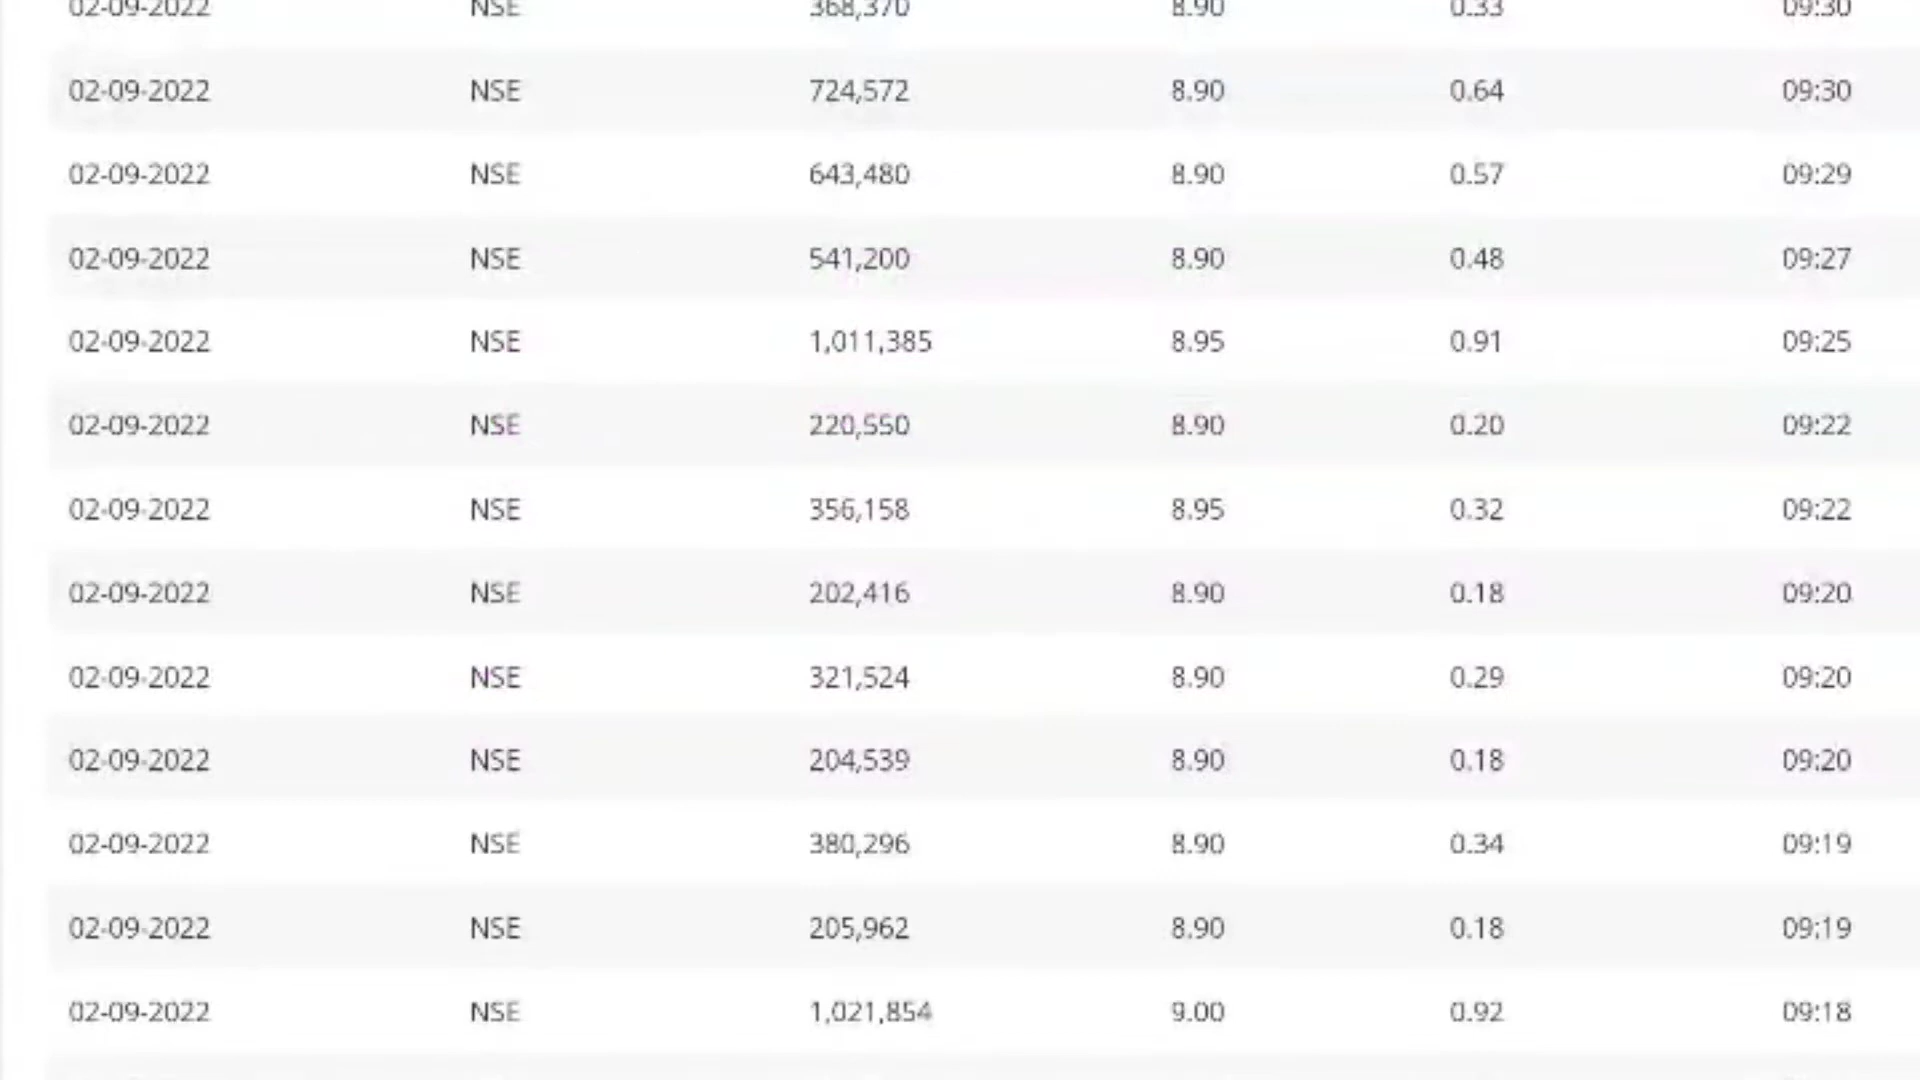 02-09-2022 NSE 368,370 8.90 0.33 09:30
02-09-2022 NSE 724,572 8.90 0.64 09:30
02-09-2022 NSE 643,480 8.90 0.57 09:29
02-09-2022 NSE 541,200 8.90 0.48 09:27
02-09-2022 NSE 1,011,385 8.95 0.91 09:25
02-09-2022 NSE 220,550 8.90 0.20 09:22
02-09-2022 NSE 356,158 8.95 0.32 09:22
02-09-2022 NSE 202,416 8.90 0.18 09:20
02-09-2022 NSE 321,524 8.90 0.29 09:20
02-09-2022 NSE 204,539 8.90 0.18 09:20
02-09-2022 NSE 380,296 8.90 0.34 09:19
02-09-2022 NSE 205,962 8.90 0.18 09:19
02-09-2022 NSE 1,021,854 9.00 0.92 09:18